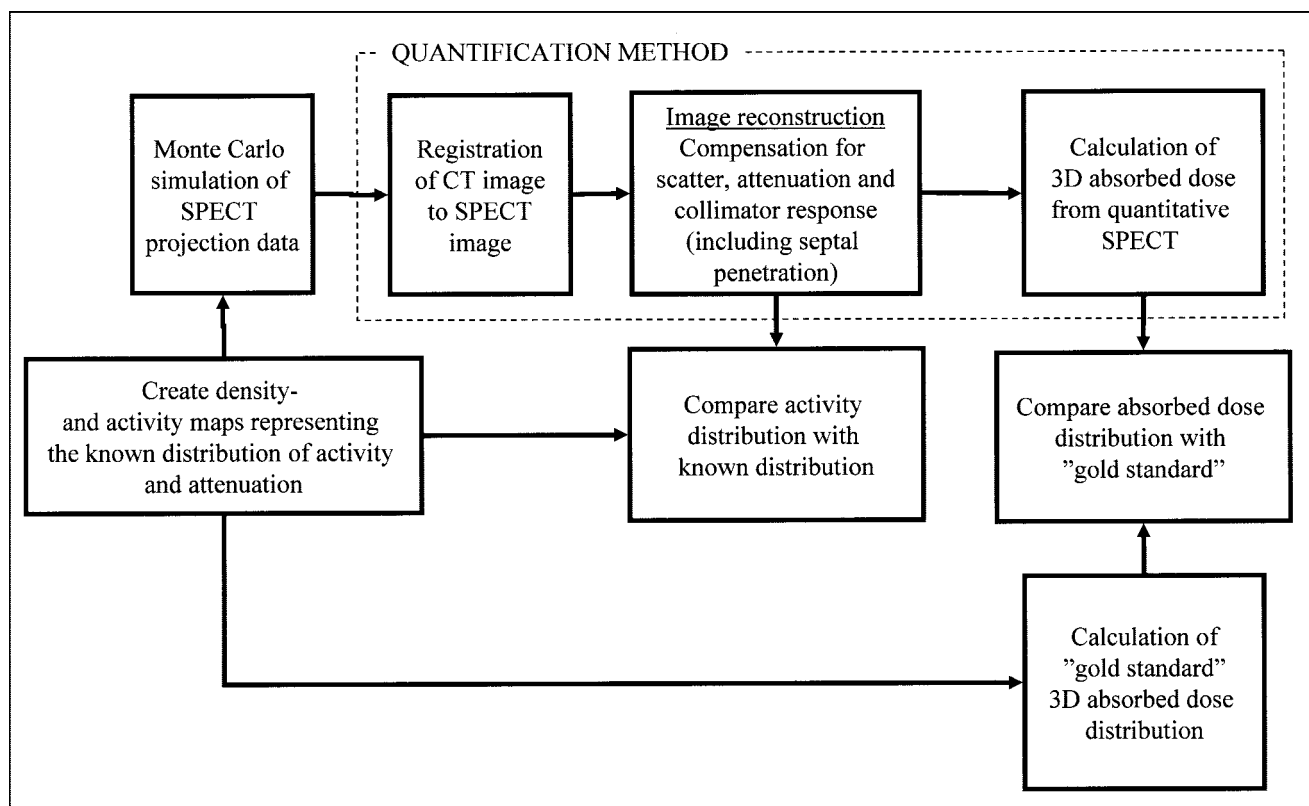 QUANTIFICATION METHOD
Monte Carlo
simulation of
SPECT
projection data
Registration
of CT image
to SPECT
image
Image reconstruction
Compensation for
scatter, attenuation and
collimator response
(including septal
penetration)
Calculation of
3D absorbed dose
from quantitative
SPECT
Create density-
and activity maps representing
the known distribution of activity
and attenuation
Compare activity
distribution with
known distribution
Compare absorbed dose
distribution with
”gold standard”
Calculation of
”gold standard”
3D absorbed dose
distribution